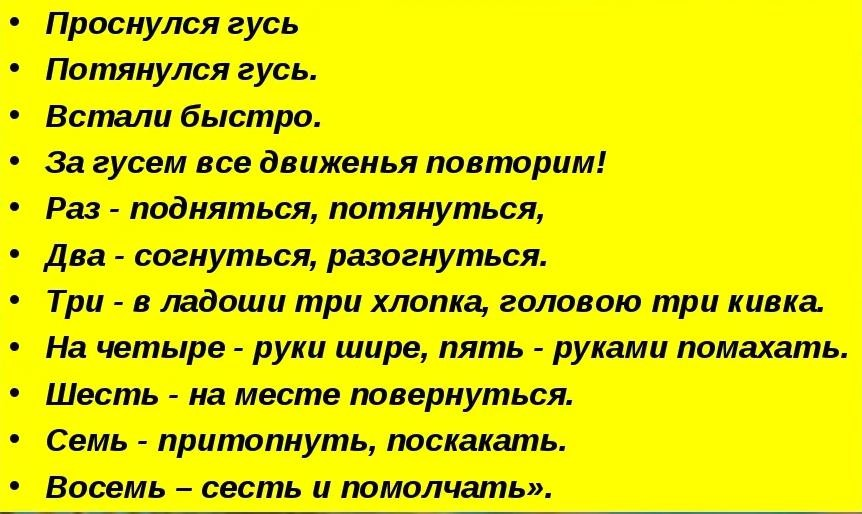 • Проснулся гусь
• Потянулся гусь.
• Встали быстро.
• За гусем все движенья повторим!
• Раз - подняться, потянуться,
• Два - согнуться, разогнуться.
• Три - в ладоши три хлопка, головою три кивка.
• На четыре - руки шире, пять - руками помахать.
• Шесть - на месте повернуться.
• Семь - притопнуть, поскакать.
• Восемь – сесть и помолчать».